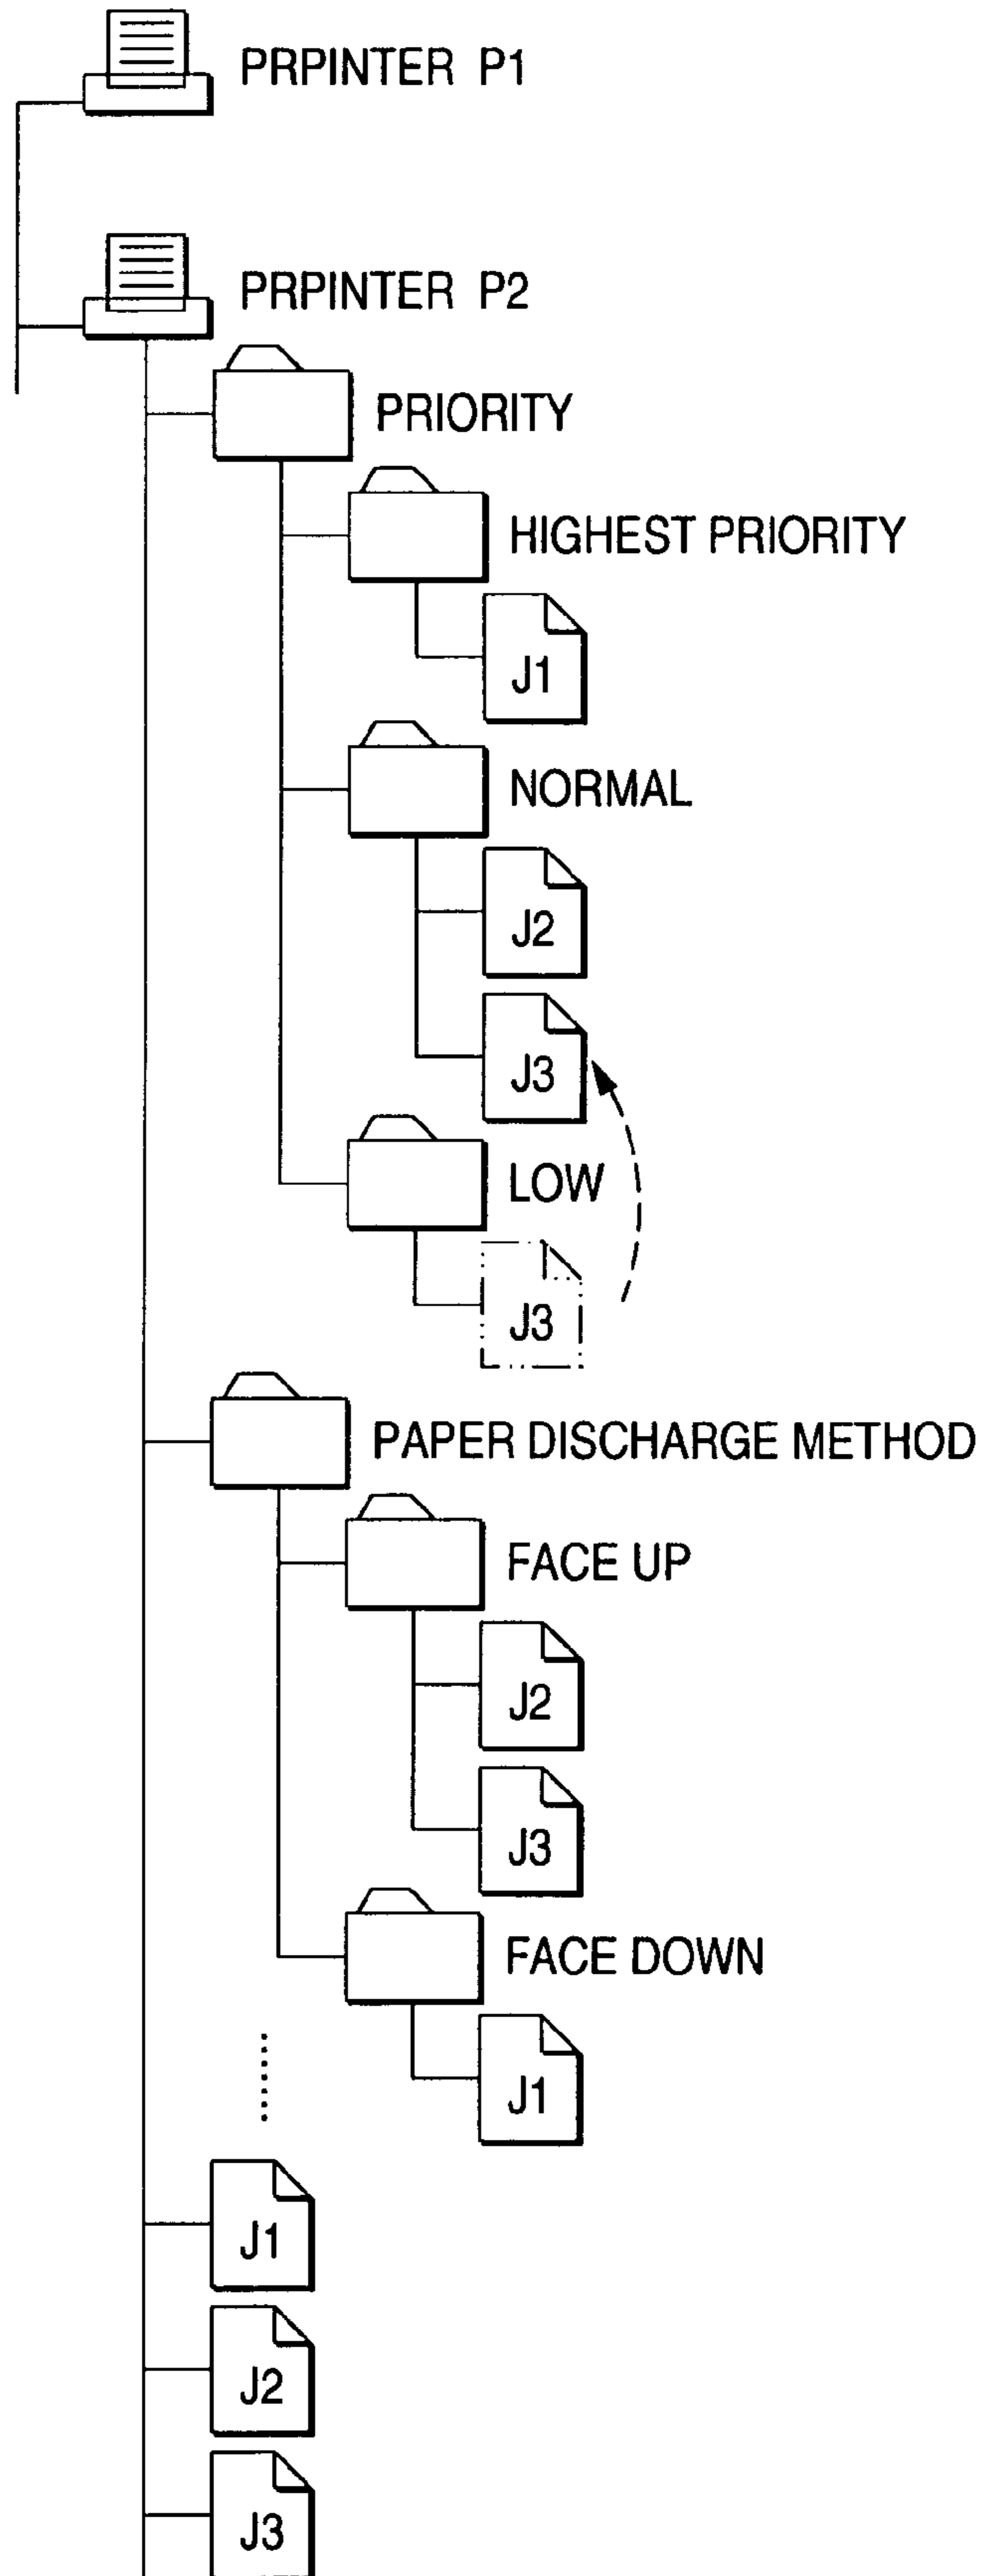 PRPINTER P1
PRPINTER P2
PRIORITY
HIGHEST PRIORITY
J1
NORMAL
J2
J3
LOW
J3
PAPER DISCHARGE METHOD
FACE UP
J2
J3
FACE DOWN
J1
J1
J2
J3